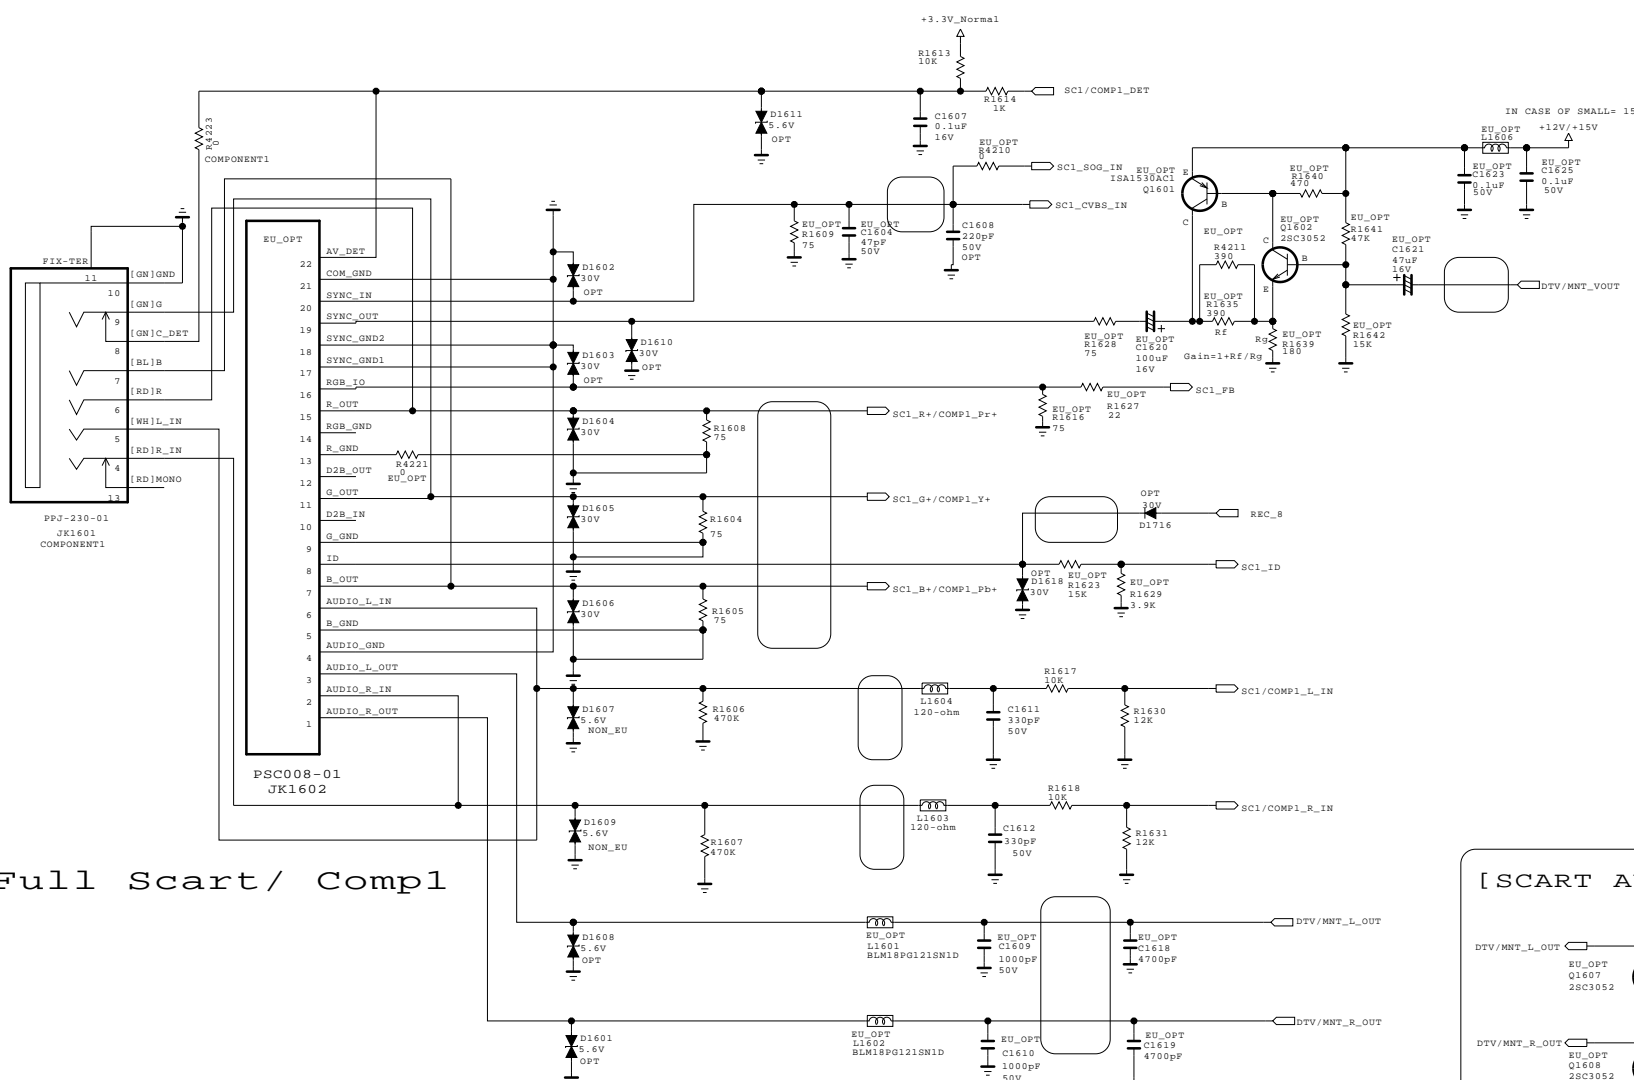 +3.3V_Normal
R1613
10K
R1614
1K
SC1/COMP1_DET
D1611
5.6V
OPT
C1607
0.1uF
16V
R4223
0
COMPONENT1
EU_OPT
R4210
0
SC1_SOG_IN
SC1_CVBS_IN
EU_OPT
R1609
75
EU_OPT
C1604
47pF
50V
C1608
220pF
50V
OPT
IN CASE OF SMALL= 15
+12V/+15V
EU_OPT
L1606
EU_OPT
C1623
0.1uF
50V
EU_OPT
C1625
0.1uF
50V
EU_OPT
ISA1530AC1
Q1601
E
B
C
EU_OPT
R1640
470
EU_OPT
Q1602
2SC3052
C
B
E
EU_OPT
R1641
47K
EU_OPT
R4211
390
EU_OPT
R1635
390
Rf
EU_OPT
C1621
47uF
16V
+
DTV/MNT_VOUT
EU_OPT
R1642
15K
Rg
EU_OPT
R1639
180
Gain=1+Rf/Rg
EU_OPT
R1628
75
EU_OPT
C1620
100uF
16V
+
FIX-TER
11
[GN]GND
10
[GN]G
9
[GN]C_DET
8
[BL]B
7
[RD]R
6
[WH]L_IN
5
[RD]R_IN
4
[RD]MONO
13
PPJ-230-01
JK1601
COMPONENT1
EU_OPT
AV_DET
22
COM_GND
21
SYNC_IN
20
SYNC_OUT
19
SYNC_GND2
18
SYNC_GND1
17
RGB_IO
16
R_OUT
15
RGB_GND
14
R_GND
13
D2B_OUT
12
G_OUT
11
D2B_IN
10
G_GND
9
ID
8
B_OUT
7
AUDIO_L_IN
6
B_GND
5
AUDIO_GND
4
AUDIO_L_OUT
3
AUDIO_R_IN
2
AUDIO_R_OUT
1
PSC008-01
JK1602
R4221
0
EU_OPT
D1602
30V
OPT
D1603
30V
OPT
D1610
30V
OPT
D1604
30V
R1608
75
SC1_R+/COMP1_Pr+
EU_OPT
R1616
75
EU_OPT
R1627
22
SC1_FB
D1605
30V
R1604
75
SC1_G+/COMP1_Y+
OPT
30V
D1716
REC_8
OPT
D1618
30V
EU_OPT
R1623
15K
EU_OPT
R1629
3.9K
SC1_ID
D1606
30V
R1605
75
SC1_B+/COMP1_Pb+
D1607
5.6V
NON_EU
R1606
470K
L1604
120-ohm
C1611
330pF
50V
R1617
10K
R1630
12K
SC1/COMP1_L_IN
D1609
5.6V
NON_EU
R1607
470K
L1603
120-ohm
C1612
330pF
50V
R1618
10K
R1631
12K
SC1/COMP1_R_IN
Full Scart/ Comp1
D1608
5.6V
OPT
EU_OPT
L1601
BLM18PG121SN1D
EU_OPT
C1609
1000pF
50V
EU_OPT
C1618
4700pF
DTV/MNT_L_OUT
D1601
5.6V
OPT
EU_OPT
L1602
BLM18PG121SN1D
EU_OPT
C1610
1000pF
50V
EU_OPT
C1619
4700pF
DTV/MNT_R_OUT
[SCART A
DTV/MNT_L_OUT
EU_OPT
Q1607
2SC3052
DTV/MNT_R_OUT
EU_OPT
Q1608
2SC3052